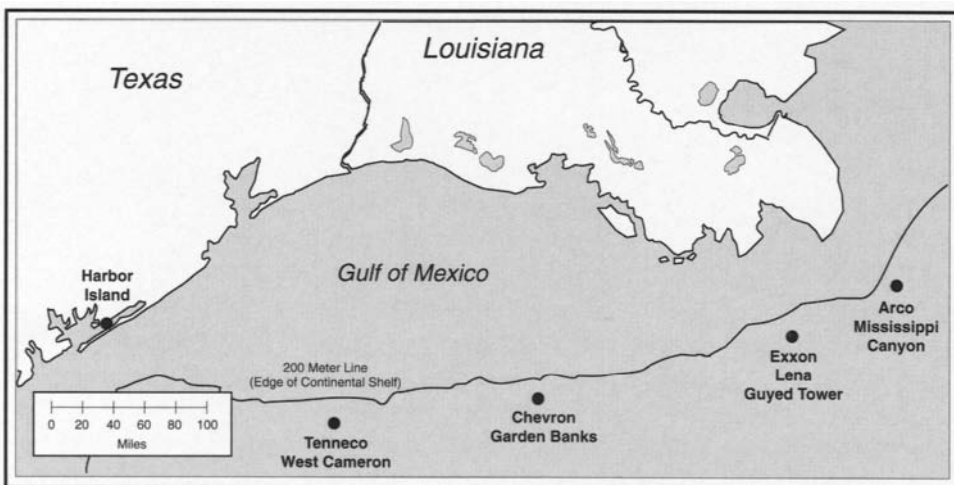 Texas
Louisiana
Gulf of Mexico
Harbor
Island
200 Meter Line
(Edge of Continental Shelf)
0 20 40 60 80 100
Miles
Tenneco
West Cameron
Chevron
Garden Banks
Exxon
Lena
Guyed Tower
Arco
Mississippi
Canyon